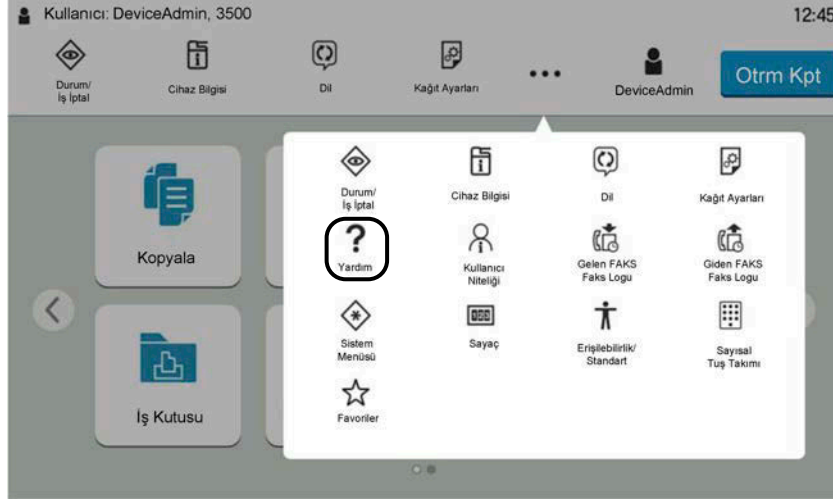 Kullanıcı: DeviceAdmin, 3500 12:45
Durum/
İş İptal
Cihaz Bilgisi
Dil
Kağıt Ayarları
DeviceAdmin
Otrm Kpt
Kopyala
İş Kutusu
Durum/
İş İptal
Cihaz Bilgisi
Dil
Kağıt Ayarları
Yardım
Kullanıcı
Niteliği
Gelen FAKS
Faks Logu
Giden FAKS
Faks Logu
Sistem
Menüsü
Sayaç
Erişilebilirlik/
Standart
Sayısal
Tuş Takımı
Favoriler